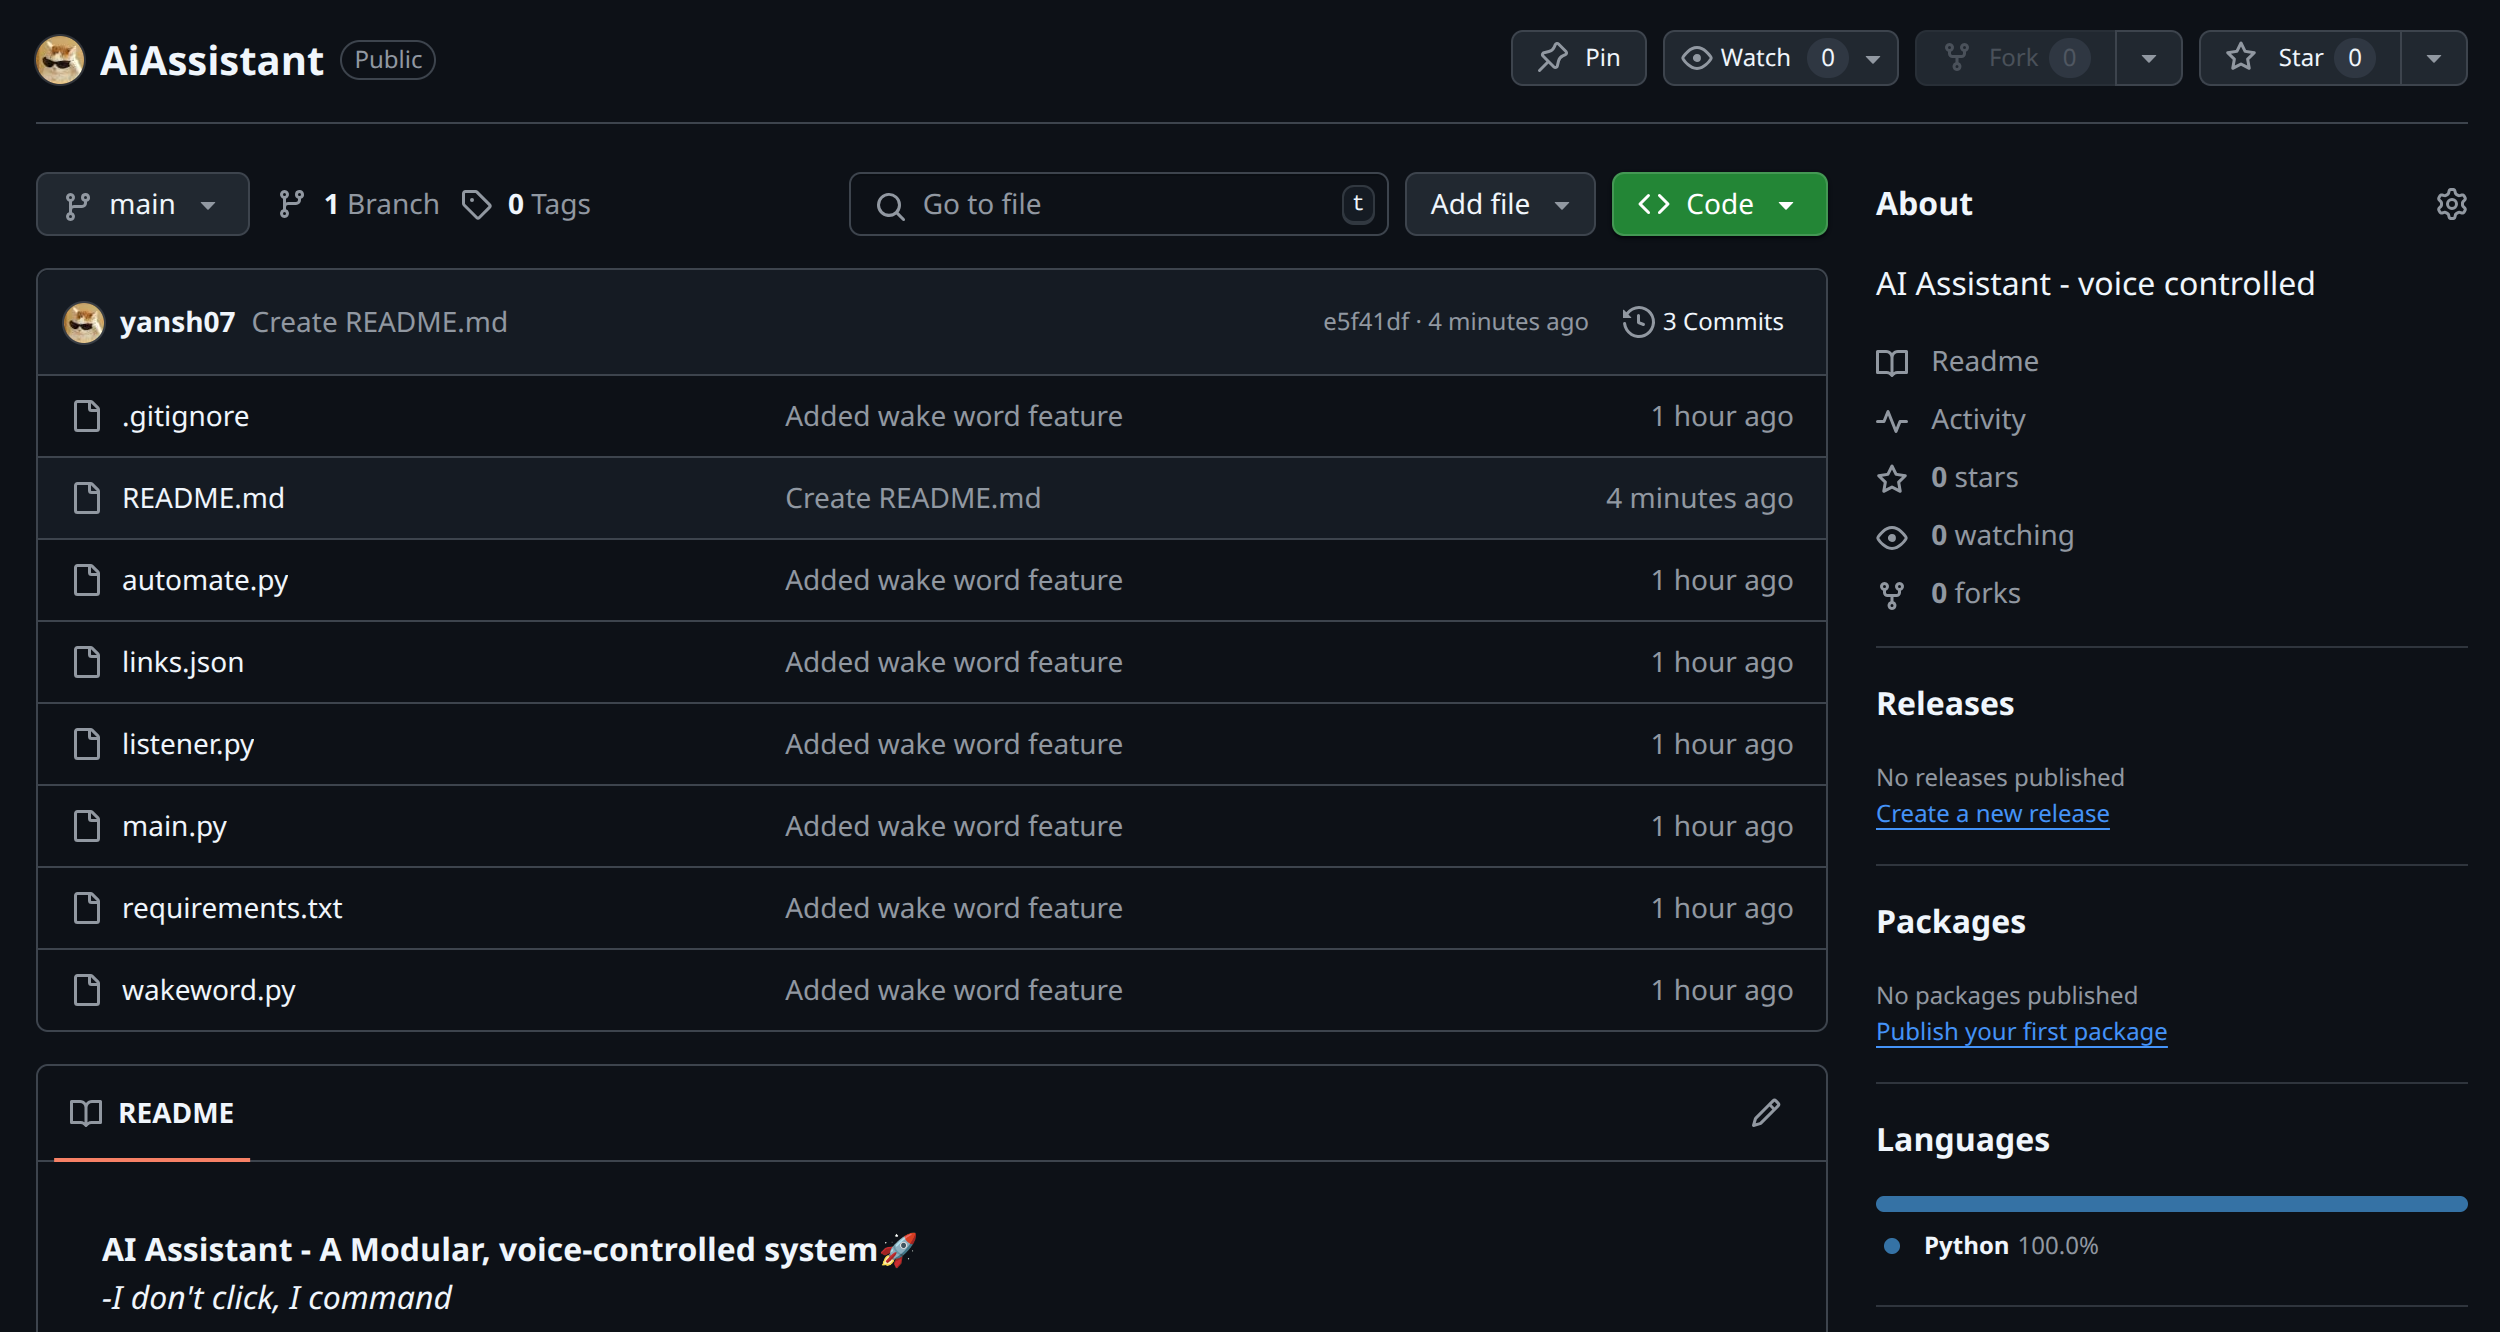 AiAssistant Public Pin Watch 0 Fork 0 Star 0
main 1 Branch 0 Tags Go to file t Add file Code
yansh07 Create README.md e5f41df · 4 minutes ago 3 Commits
.gitignore Added wake word feature 1 hour ago
README.md Create README.md 4 minutes ago
automate.py Added wake word feature 1 hour ago
links.json Added wake word feature 1 hour ago
listener.py Added wake word feature 1 hour ago
main.py Added wake word feature 1 hour ago
requirements.txt Added wake word feature 1 hour ago
wakeword.py Added wake word feature 1 hour ago
README
AI Assistant - A Modular, voice-controlled system🚀
-I don't click, I command
About
AI Assistant - voice controlled
Readme
Activity
0 stars
0 watching
0 forks
Releases
No releases published
Create a new release
Packages
No packages published
Publish your first package
Languages
Python 100.0%